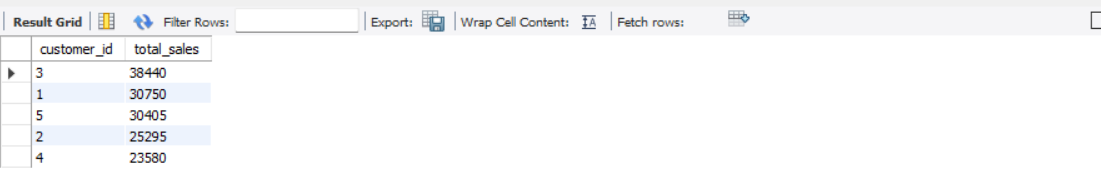 Result Grid Filter Rows: Export: Wrap Cell Content: IA Fetch rows:
customer_id total_sales
3 38440
1 30750
5 30405
2 25295
4 23580